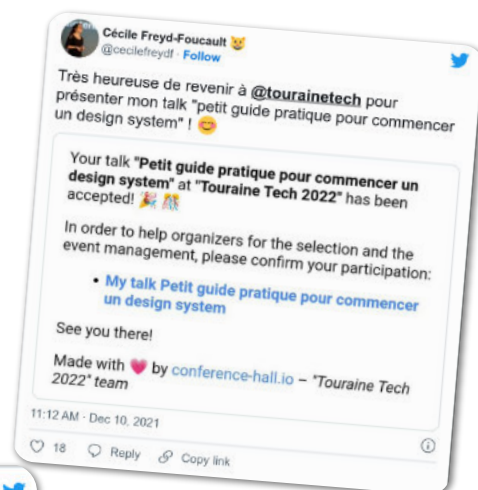 Cécile Freyd-Foucault 😺
@cecilefreydf · Follow
Très heureuse de revenir à @tourainetech pour
présenter mon talk "petit guide pratique pour commencer
un design system" ! 😊
Your talk "Petit guide pratique pour commencer un
design system" at "Touraine Tech 2022" has been
accepted! 🎉 🎊
In order to help organizers for the selection and the
event management, please confirm your participation:
• My talk Petit guide pratique pour commencer
un design system
See you there!
Made with 💗 by conference-hall.io – "Touraine Tech
2022" team
11:12 AM · Dec 10, 2021
18 Reply Copy link